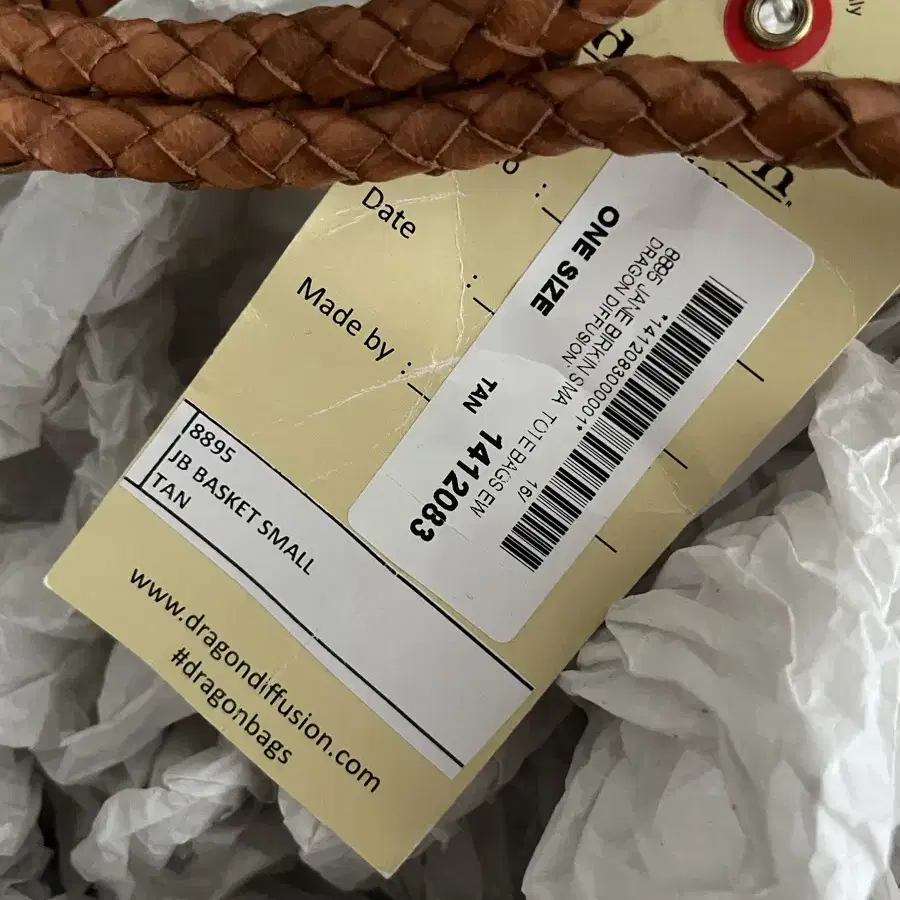 Date :
Made by :
8895
JB BASKET SMALL
TAN
www.dragondiffusion.com
#dragonbags
ONE SIZE
8895 JANE BIRKIN SMA TOTE BAGS EW
DRAGON DIFFUSION
*1412083000001*
16/
TAN
1412083